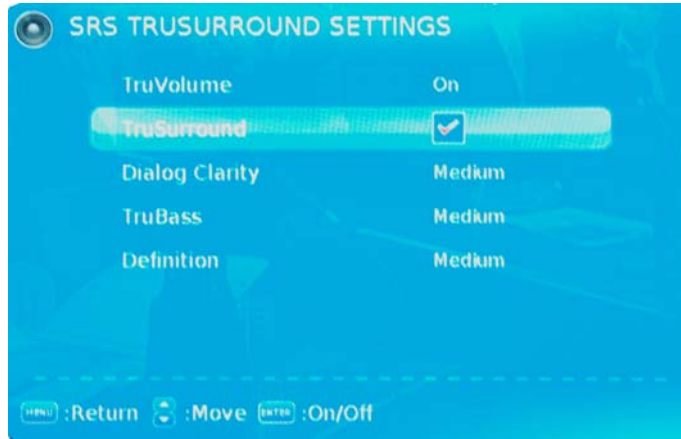 SRS TRUSURROUND SETTINGS
TruVolume On
TruSurround
Dialog Clarity Medium
TruBass Medium
Definition Medium
MENU :Return :Move ENTER :On/Off